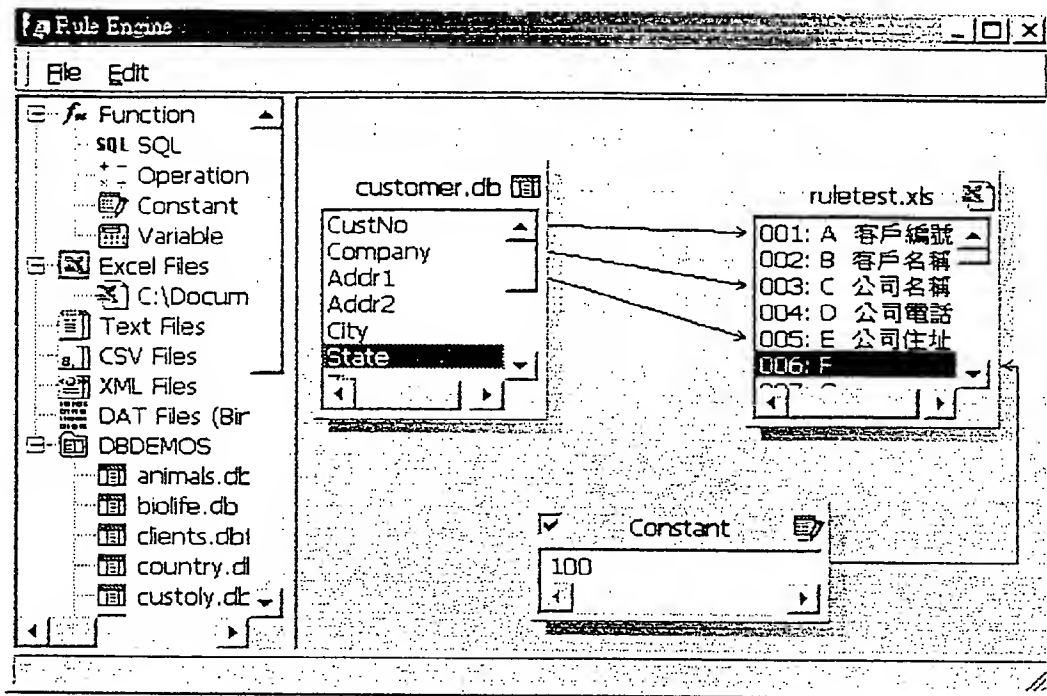 Rule Engine
File Edit
Function
SQL SQL
Operation
Constant
Variable
Excel Files
C:\Docum
Text Files
CSV Files
XML Files
DAT Files (Bir
DBDEMOS
animals.dt
biolife.db
clients.dbf
country.dl
custoly.dt
customer.db
CustNo
Company
Addr1
Addr2
City
State
ruletest.xls
001: A 客戶編號
002: B 客戶名稱
003: C 公司名稱
004: D 公司電話
005: E 公司住址
006: F
Constant
100